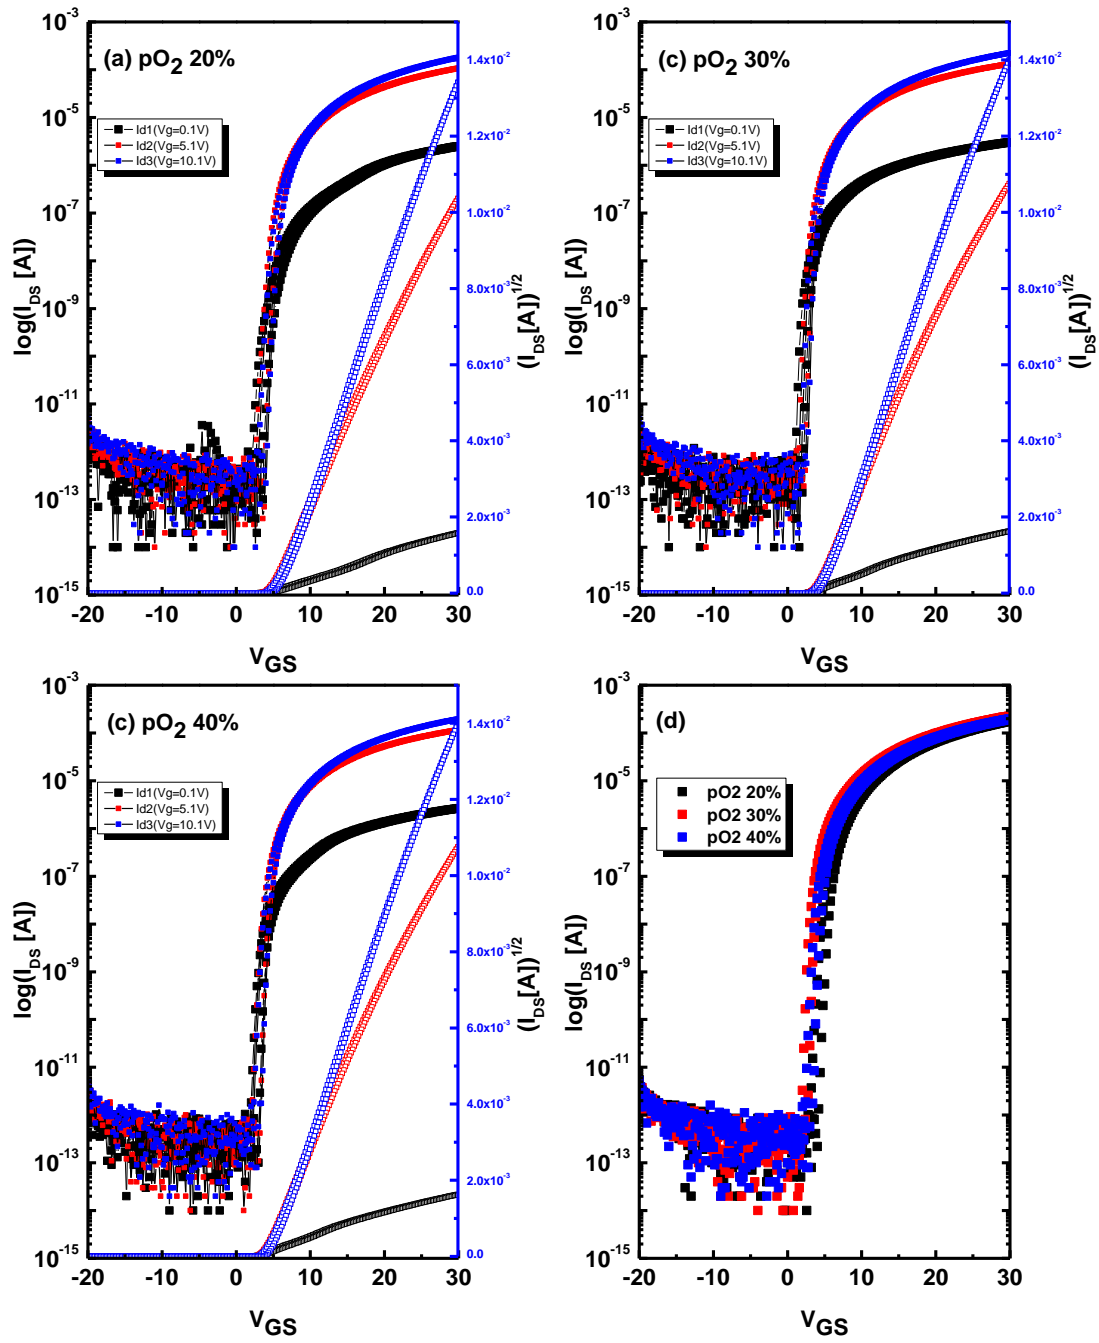 (a) pO2 20%
10-3
10-5
10-7
10-9
10-11
10-13
10-15
log(IDS [A])
Id1(Vg=0.1V)
Id2(Vg=5.1V)
Id3(Vg=10.1V)
1.4x10-2
1.2x10-2
1.0x10-2
8.0x10-3
6.0x10-3
4.0x10-3
2.0x10-3
0.0
(IDS[A])1/2
-20 -10 0 10 20 30
VGS
(c) pO2 30%
10-3
10-5
10-7
10-9
10-11
10-13
10-15
log(IDS [A])
Id1(Vg=0.1V)
Id2(Vg=5.1V)
Id3(Vg=10.1V)
1.4x10-2
1.2x10-2
1.0x10-2
8.0x10-3
6.0x10-3
4.0x10-3
2.0x10-3
0.0
(IDS[A])1/2
-20 -10 0 10 20 30
VGS
(c) pO2 40%
10-3
10-5
10-7
10-9
10-11
10-13
10-15
log(IDS [A])
Id1(Vg=0.1V)
Id2(Vg=5.1V)
Id3(Vg=10.1V)
1.4x10-2
1.2x10-2
1.0x10-2
8.0x10-3
6.0x10-3
4.0x10-3
2.0x10-3
0.0
(IDS[A])1/2
-20 -10 0 10 20 30
VGS
(d)
10-3
10-5
10-7
10-9
10-11
10-13
10-15
log(IDS [A])
pO2 20%
pO2 30%
pO2 40%
-20 -10 0 10 20 30
VGS